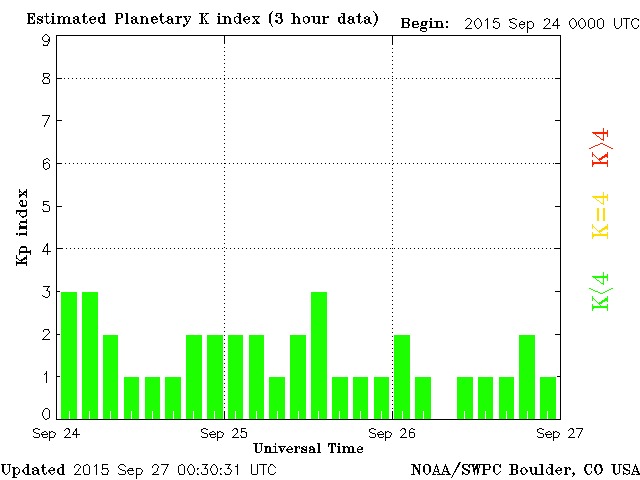 Estimated Planetary K index (3 hour data)
Begin: 2015 Sep 24 0000 UTC
9
8
7
6
5
4
3
2
1
0
Kp index
Sep 24
Sep 25
Sep 26
Sep 27
Universal Time
K>4
K=4
K<4
Updated 2015 Sep 27 00:30:31 UTC
NOAA/SWPC Boulder, CO USA